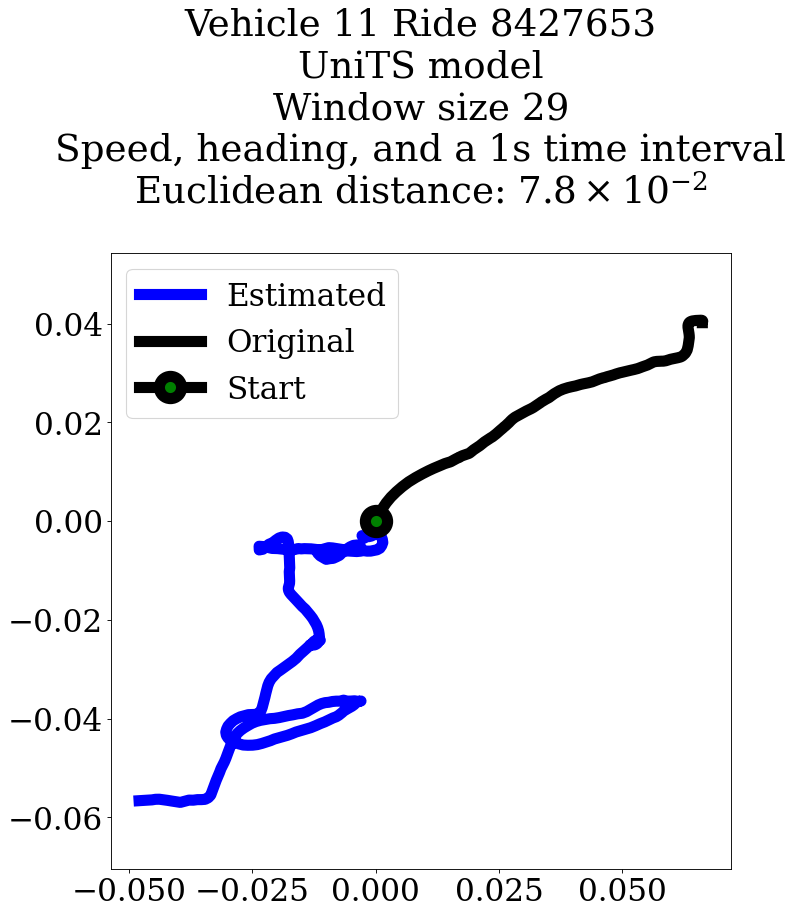 Vehicle 11 Ride 8427653
UniTS model
Window size 29
Speed, heading, and a 1s time interval
Euclidean distance: 7.8 × 10⁻²
Estimated
Original
Start
0.04
0.02
0.00
−0.02
−0.04
−0.06
−0.050 −0.025 0.000 0.025 0.050